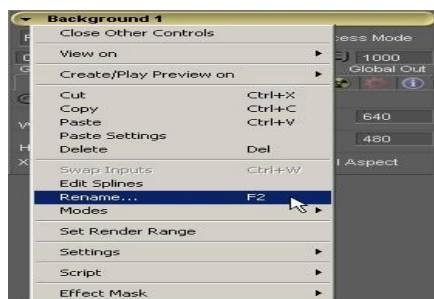 Background 1
Close Other Controls
cess Mode
View on
1000
Create/Play Preview on
Global Out
Cut Ctrl+X
Copy Ctrl+C
Paste Ctrl+V
640
Paste Settings
Delete Del
480
Swap Inputs Ctrl+W
l Aspect
Edit Splines
Rename... F2
Modes
Set Render Range
Settings
Script
Effect Mask